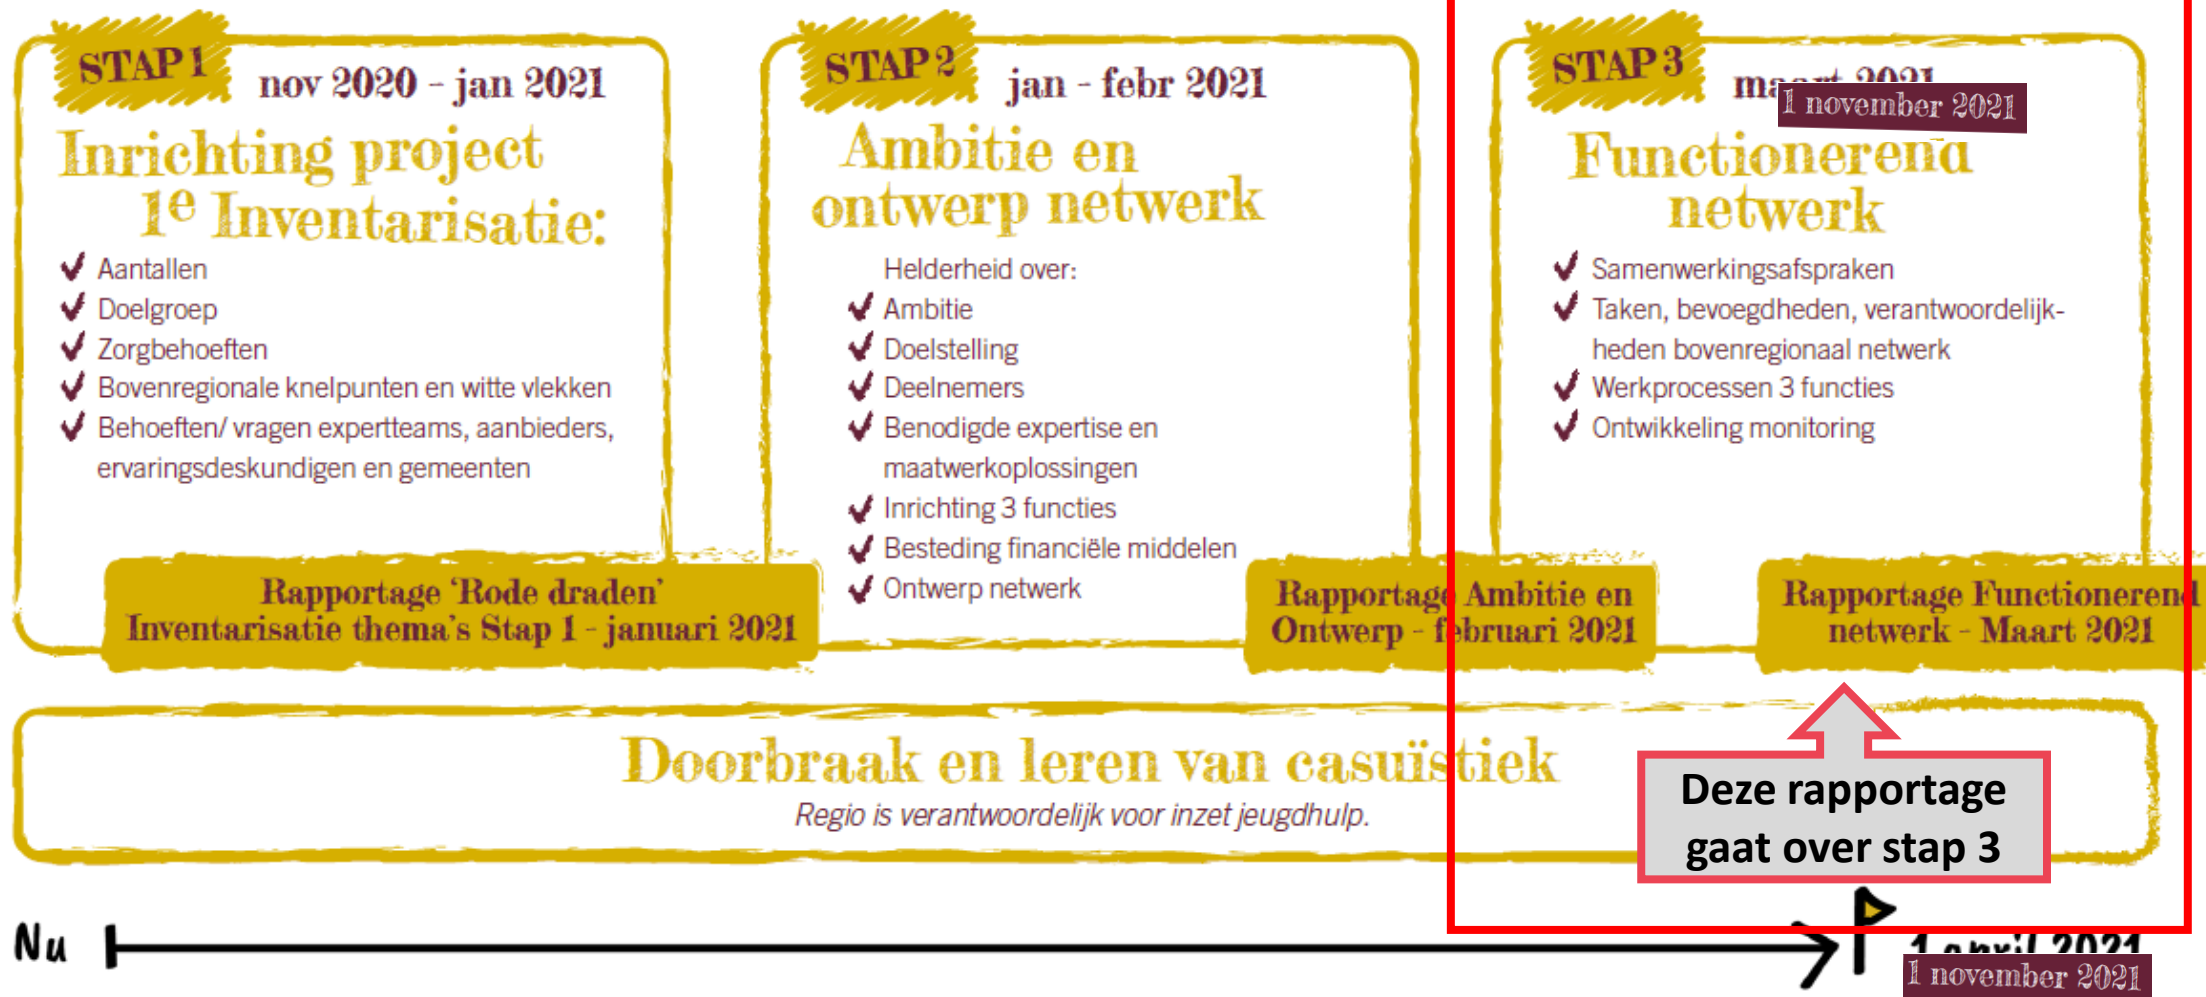 STAP 1
nov 2020 - jan 2021
Inrichting project
1e Inventarisatie:
Aantallen
Doelgroep
Zorgbehoeften
Bovenregionale knelpunten en witte vlekken
Behoeften/ vragen expertteams, aanbieders,
ervaringsdeskundigen en gemeenten
Rapportage ‘Rode draden’
Inventarisatie thema’s Stap 1 - januari 2021
STAP 2
jan - febr 2021
Ambitie en
ontwerp netwerk
Helderheid over:
Ambitie
Doelstelling
Deelnemers
Benodigde expertise en
maatwerkoplossingen
Inrichting 3 functies
Besteding financiële middelen
Ontwerp netwerk
Rapportage Ambitie en
Ontwerp - februari 2021
STAP 3
maart 2021
1 november 2021
Functionerend
netwerk
Samenwerkingsafspraken
Taken, bevoegdheden, verantwoordelijk-
heden bovenregionaal netwerk
Werkprocessen 3 functies
Ontwikkeling monitoring
Rapportage Functionerend
netwerk - Maart 2021
Doorbraak en leren van casuïstiek
Regio is verantwoordelijk voor inzet jeugdhulp.
Deze rapportage
gaat over stap 3
Nu
1 april 2021
1 november 2021